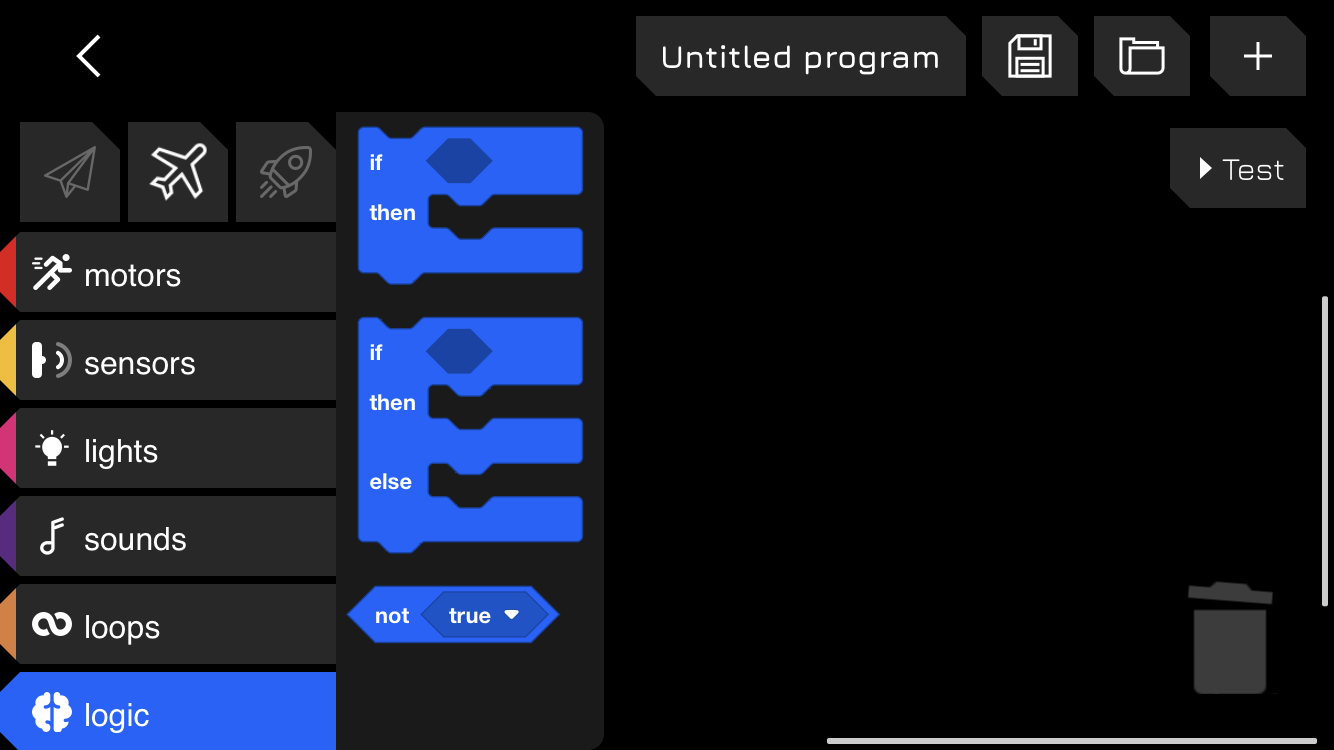 Untitled program
Test
motors
sensors
lights
sounds
loops
logic
if
then
if
then
else
not true